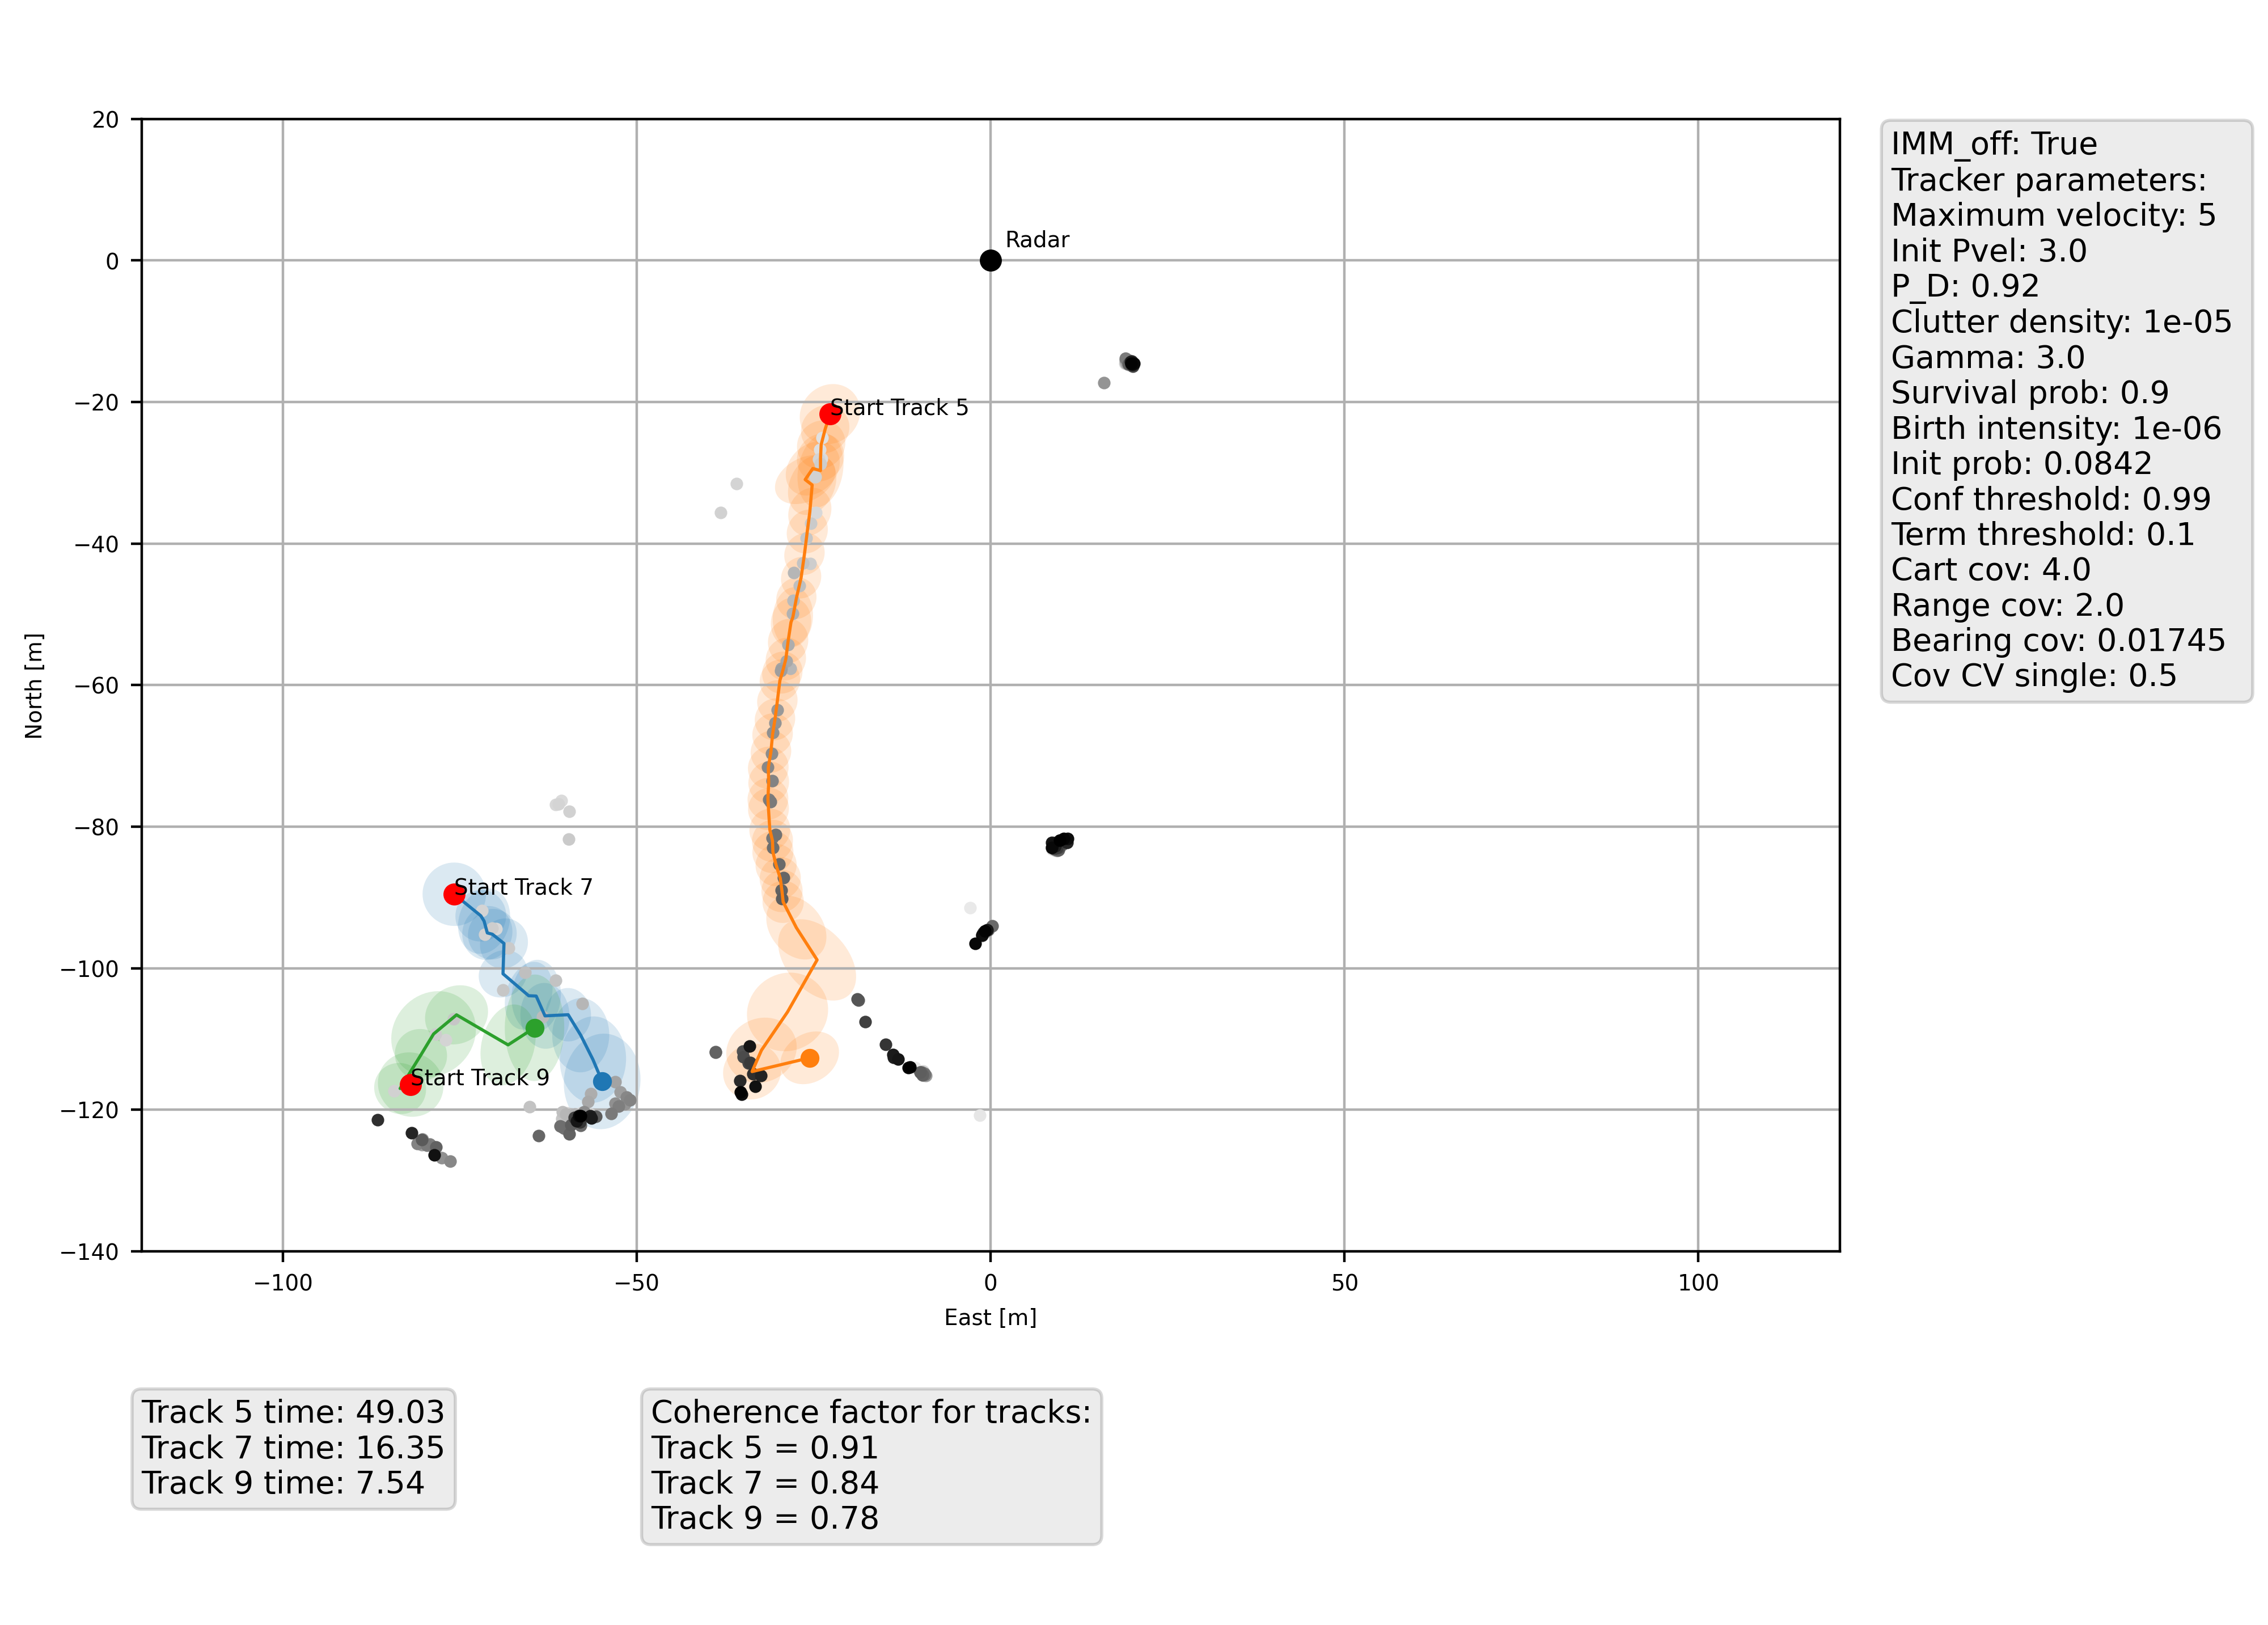 20
0
−20
−40
−60
−80
−100
−120
−140
North [m]
−100
−50
0
50
100
East [m]
Radar
Start Track 5
Start Track 7
Start Track 9
IMM_off: True
Tracker parameters:
Maximum velocity: 5
Init Pvel: 3.0
P_D: 0.92
Clutter density: 1e-05
Gamma: 3.0
Survival prob: 0.9
Birth intensity: 1e-06
Init prob: 0.0842
Conf threshold: 0.99
Term threshold: 0.1
Cart cov: 4.0
Range cov: 2.0
Bearing cov: 0.01745
Cov CV single: 0.5
Track 5 time: 49.03
Track 7 time: 16.35
Track 9 time: 7.54
Coherence factor for tracks:
Track 5 = 0.91
Track 7 = 0.84
Track 9 = 0.78